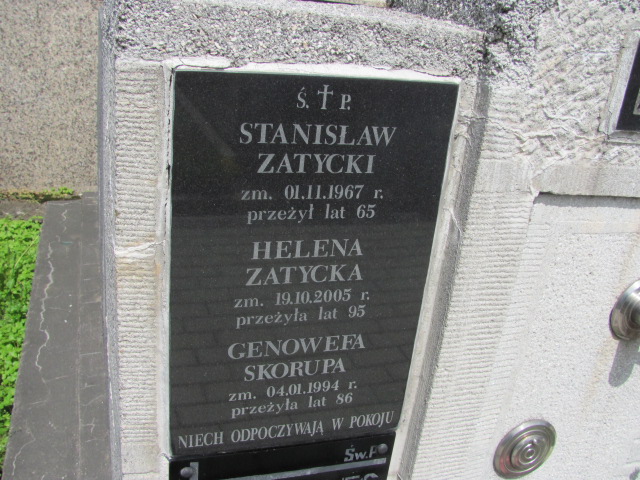 Ś. † P.
STANISŁAW
ZATYCKI
zm. 01.11.1967 r.
przeżył lat 65
HELENA
ZATYCKA
zm. 19.10.2005 r.
przeżyła lat 95
GENOWEFA
SKORUPA
zm. 04.01.1994 r.
przeżyła lat 86
NIECH ODPOCZYWAJĄ W POKOJU
Św.P.